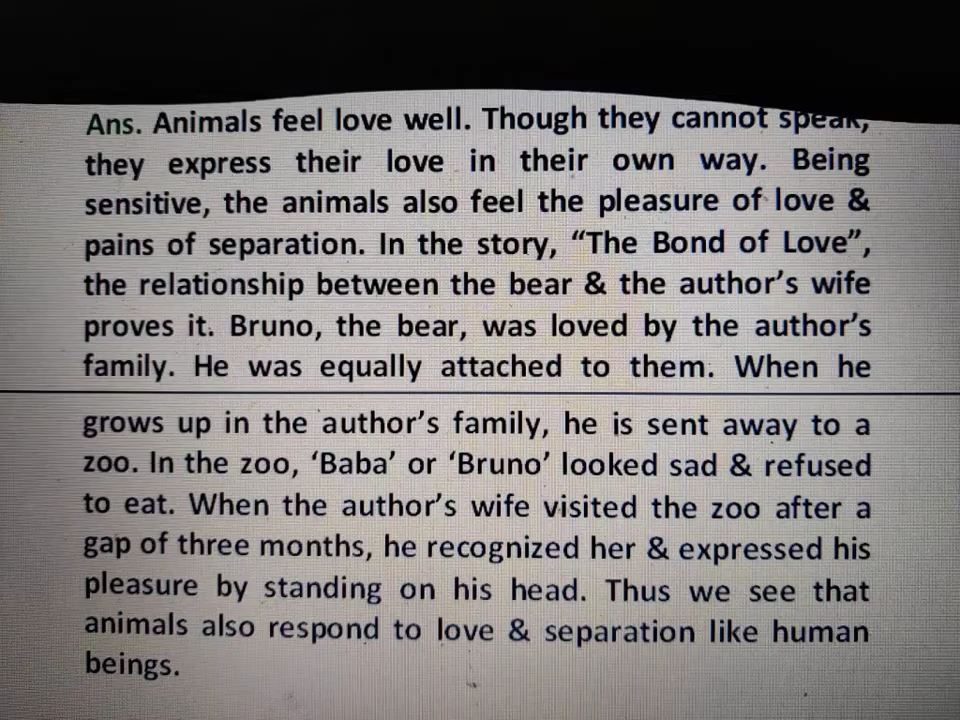 Ans. Animals feel love well. Though they cannot speak,
they express their love in their own way. Being
sensitive, the animals also feel the pleasure of love &
pains of separation. In the story, “The Bond of Love”,
the relationship between the bear & the author’s wife
proves it. Bruno, the bear, was loved by the author’s
family. He was equally attached to them. When he
grows up in the author’s family, he is sent away to a
zoo. In the zoo, ‘Baba’ or ‘Bruno’ looked sad & refused
to eat. When the author’s wife visited the zoo after a
gap of three months, he recognized her & expressed his
pleasure by standing on his head. Thus we see that
animals also respond to love & separation like human
beings.